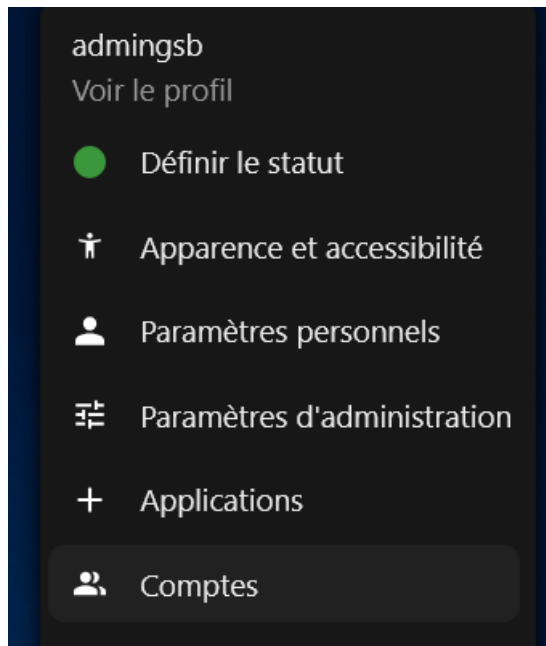 admingsb
Voir le profil
Définir le statut
Apparence et accessibilité
Paramètres personnels
Paramètres d'administration
Applications
Comptes